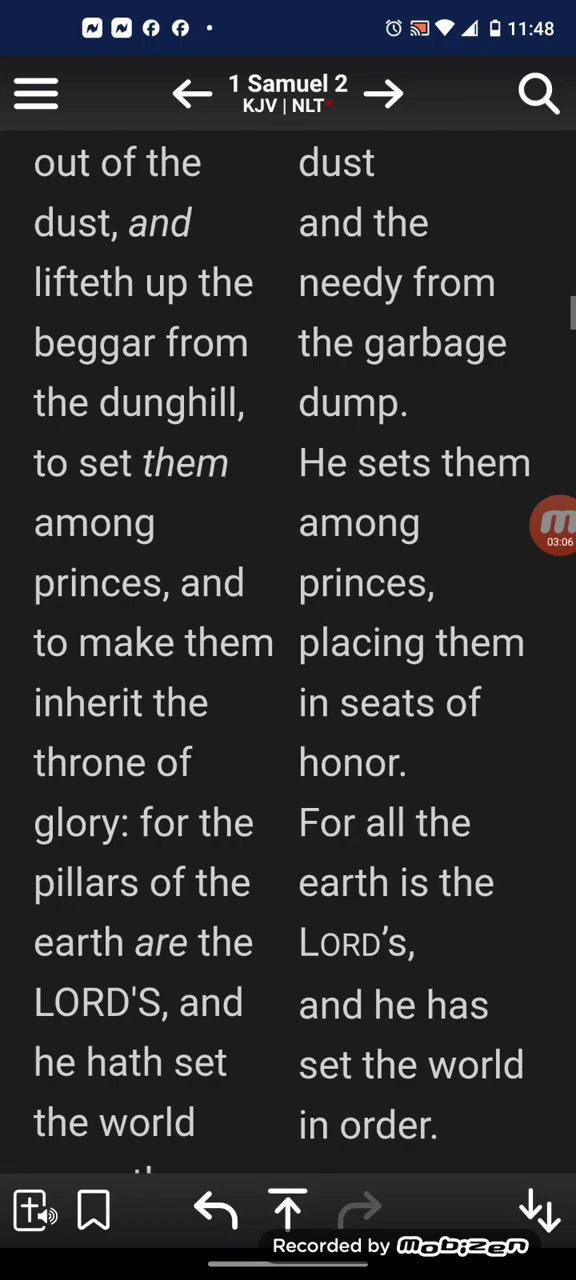 11:48
1 Samuel 2
KJV | NLT*
out of the
dust, and
lifteth up the
beggar from
the dunghill,
to set them
among
princes, and
to make them
inherit the
throne of
glory: for the
pillars of the
earth are the
LORD'S, and
he hath set
the world
dust
and the
needy from
the garbage
dump.
He sets them
among
princes,
placing them
in seats of
honor.
For all the
earth is the
LORD’s,
and he has
set the world
in order.
03:06
Recorded by mobizen